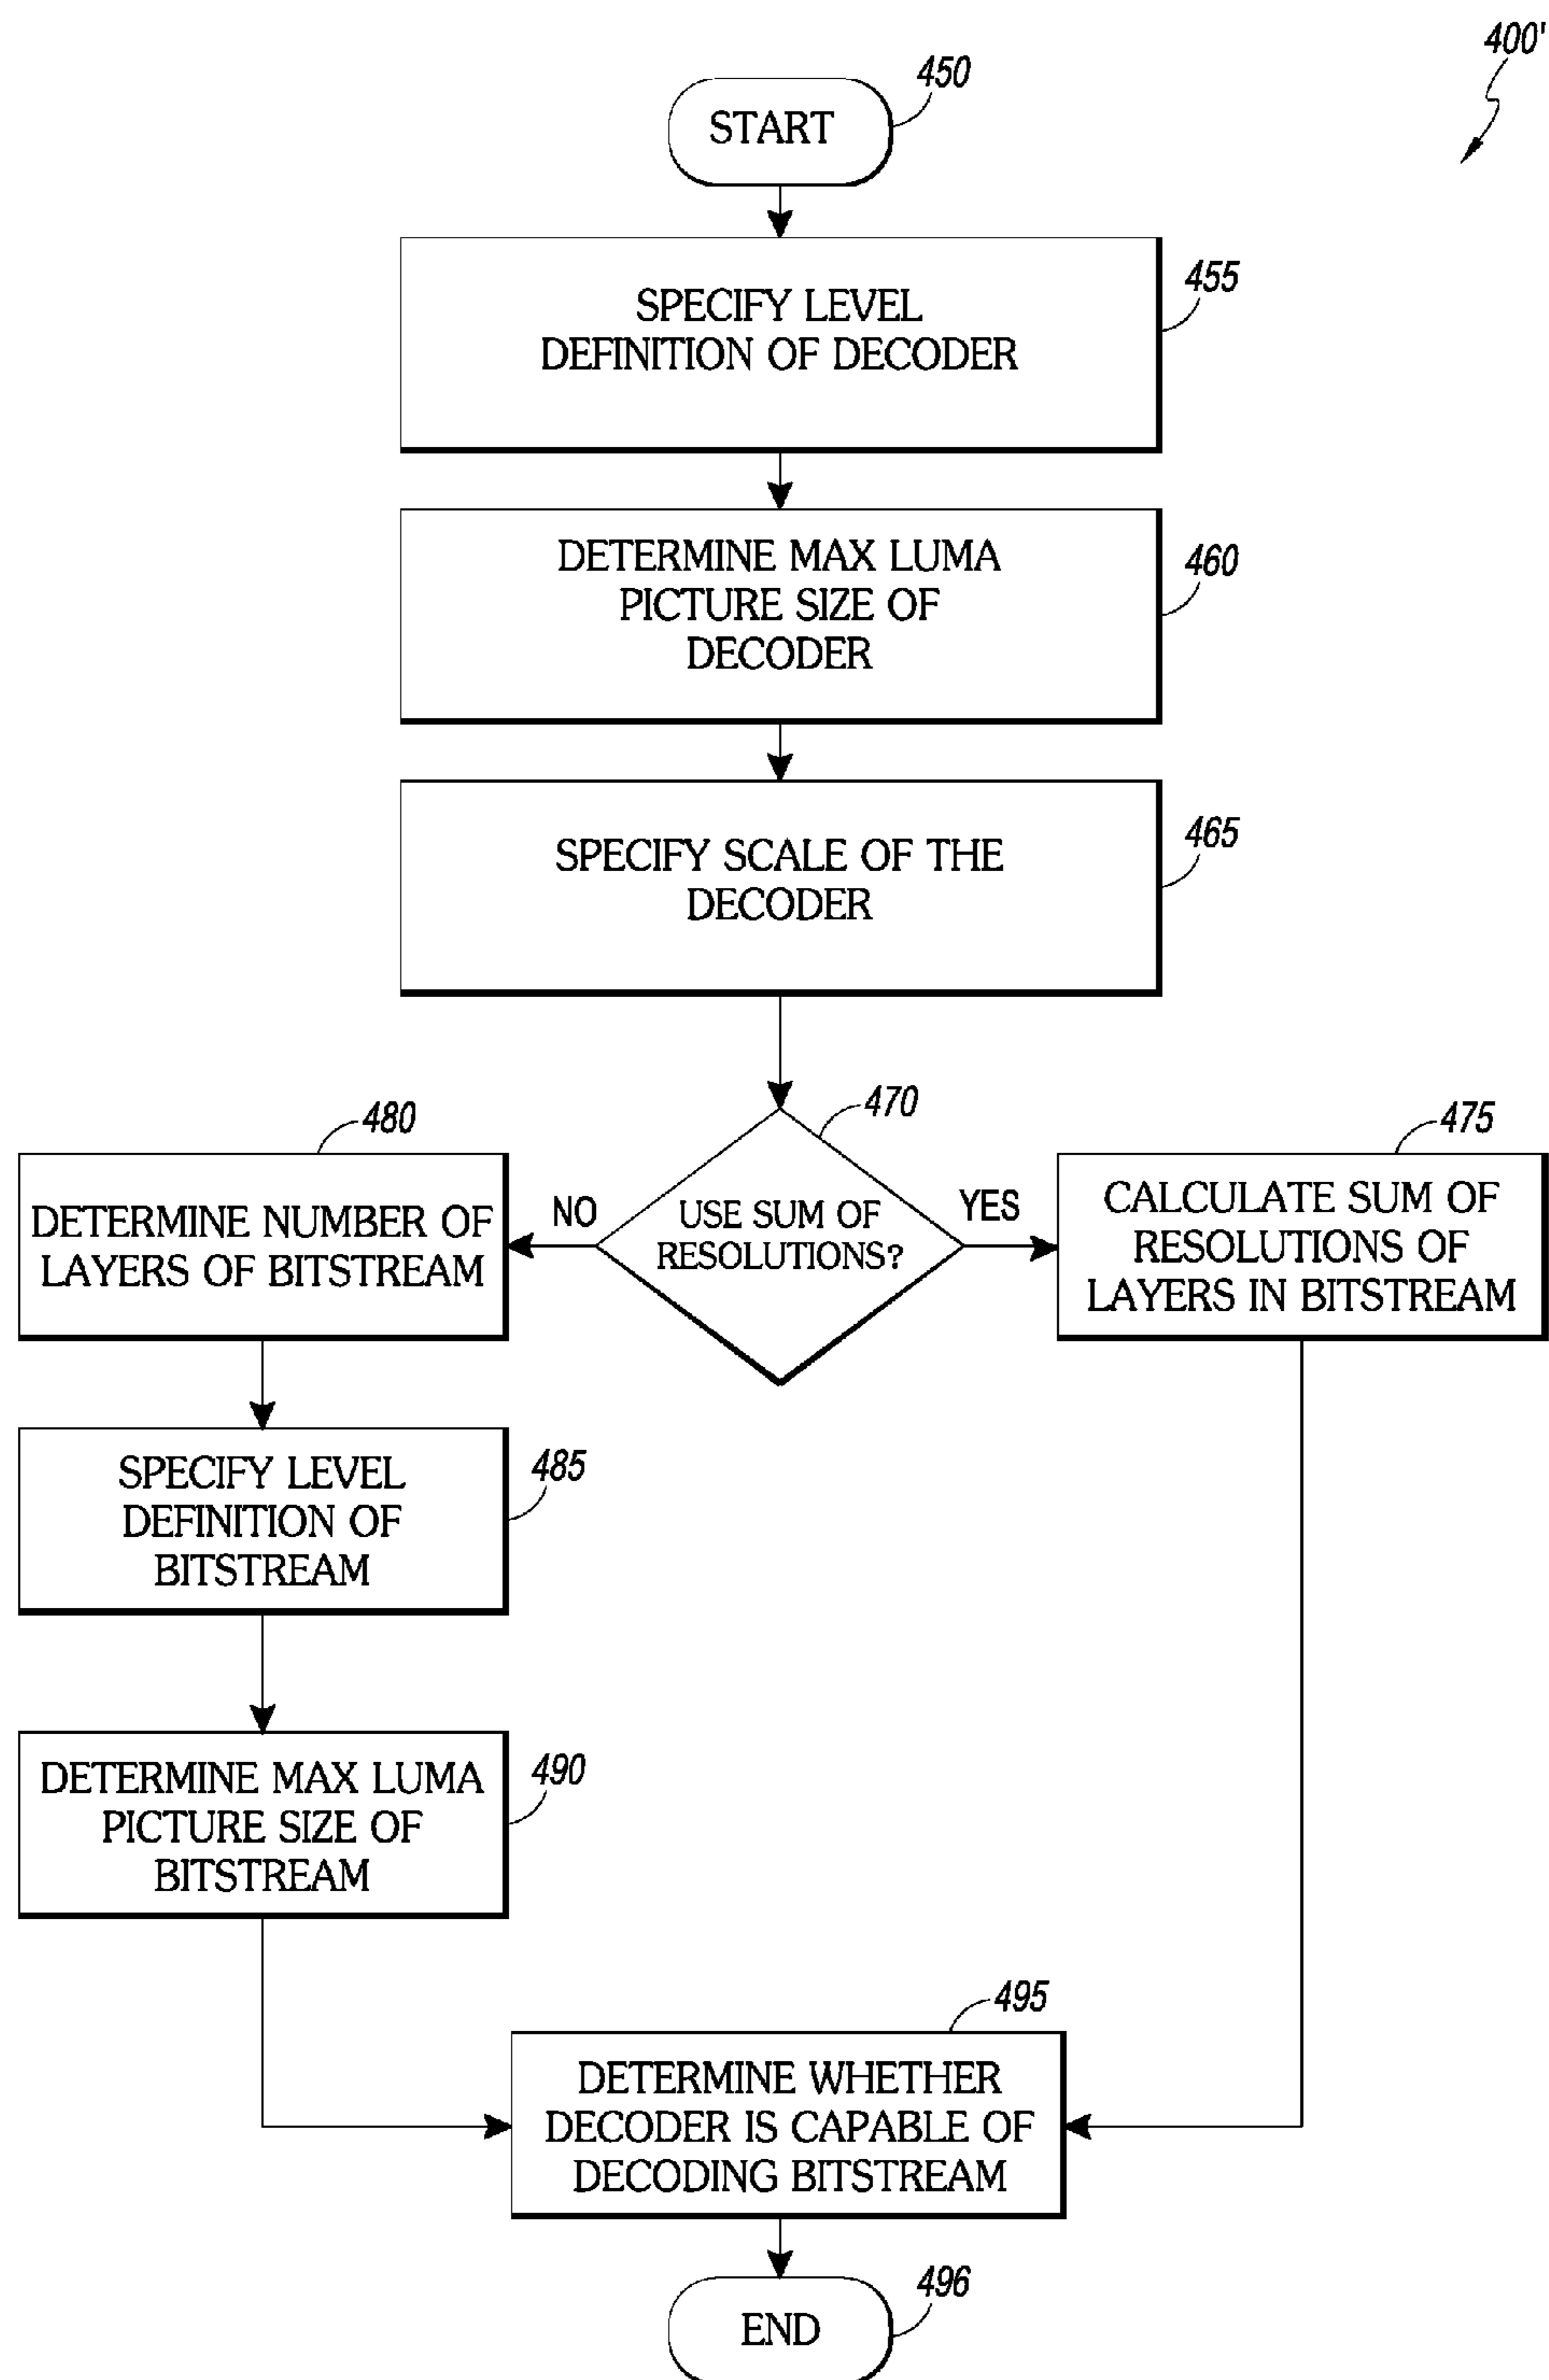 400'
450
START
455
SPECIFY LEVEL
DEFINITION OF DECODER
460
DETERMINE MAX LUMA
PICTURE SIZE OF
DECODER
465
SPECIFY SCALE OF THE
DECODER
470
USE SUM OF
RESOLUTIONS?
NO
YES
480
DETERMINE NUMBER OF
LAYERS OF BITSTREAM
475
CALCULATE SUM OF
RESOLUTIONS OF
LAYERS IN BITSTREAM
485
SPECIFY LEVEL
DEFINITION OF
BITSTREAM
490
DETERMINE MAX LUMA
PICTURE SIZE OF
BITSTREAM
495
DETERMINE WHETHER
DECODER IS CAPABLE OF
DECODING BITSTREAM
496
END